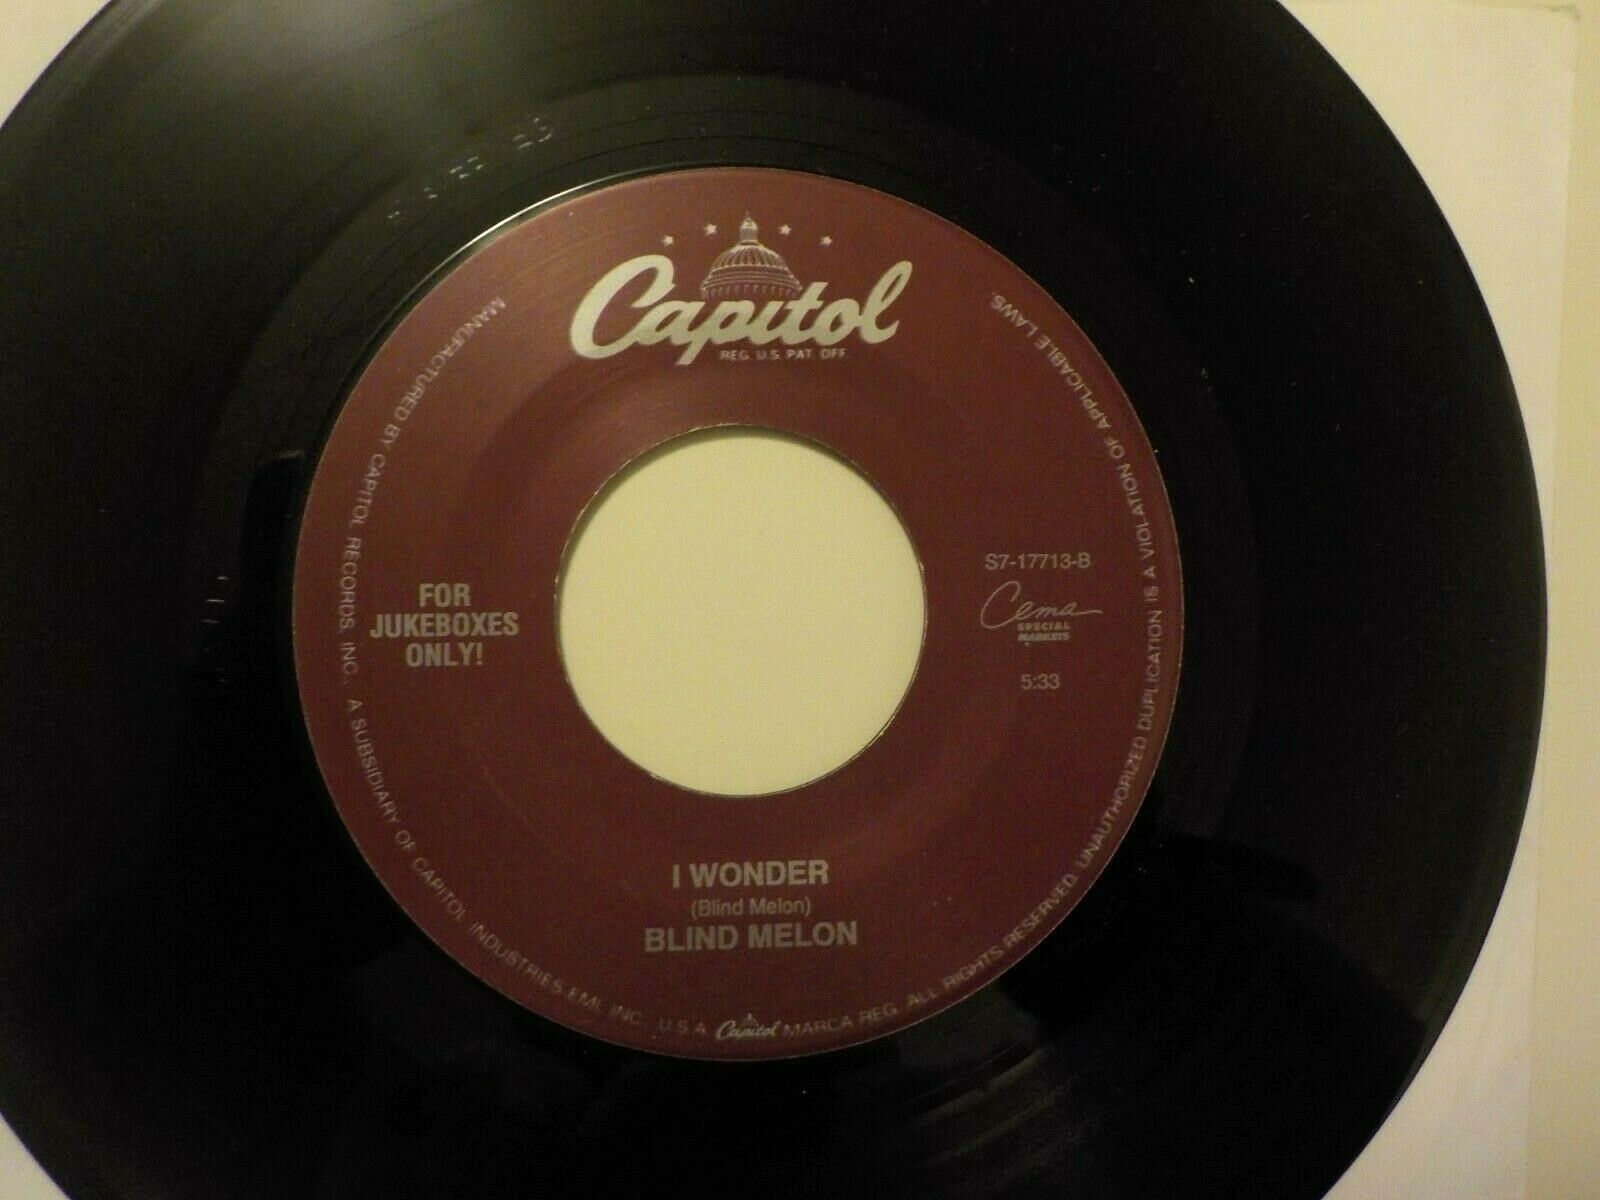 Capitol
REG. U.S. PAT. OFF.
MANUFACTURED BY CAPITOL RECORDS, INC. A SUBSIDIARY OF CAPITOL INDUSTRIES-EMI, INC. U.S.A. Capitol MARCA REG. ALL RIGHTS RESERVED. UNAUTHORIZED DUPLICATION IS A VIOLATION OF APPLICABLE LAWS.
FOR
JUKEBOXES
ONLY!
S7-17713-B
Cema
SPECIAL
MARKETS
5:33
I WONDER
(Blind Melon)
BLIND MELON